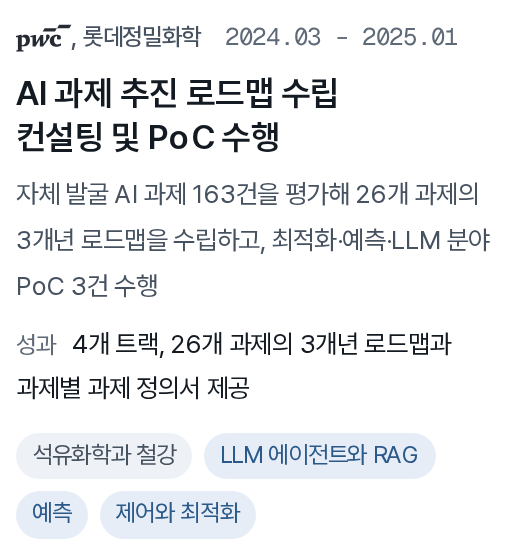 pwc, 롯데정밀화학 2024.03 - 2025.01
AI 과제 추진 로드맵 수립
컨설팅 및 PoC 수행
자체 발굴 AI 과제 163건을 평가해 26개 과제의
3개년 로드맵을 수립하고, 최적화·예측·LLM 분야
PoC 3건 수행
성과 4개 트랙, 26개 과제의 3개년 로드맵과
과제별 과제 정의서 제공
석유화학과 철강 LLM 에이전트와 RAG
예측 제어와 최적화